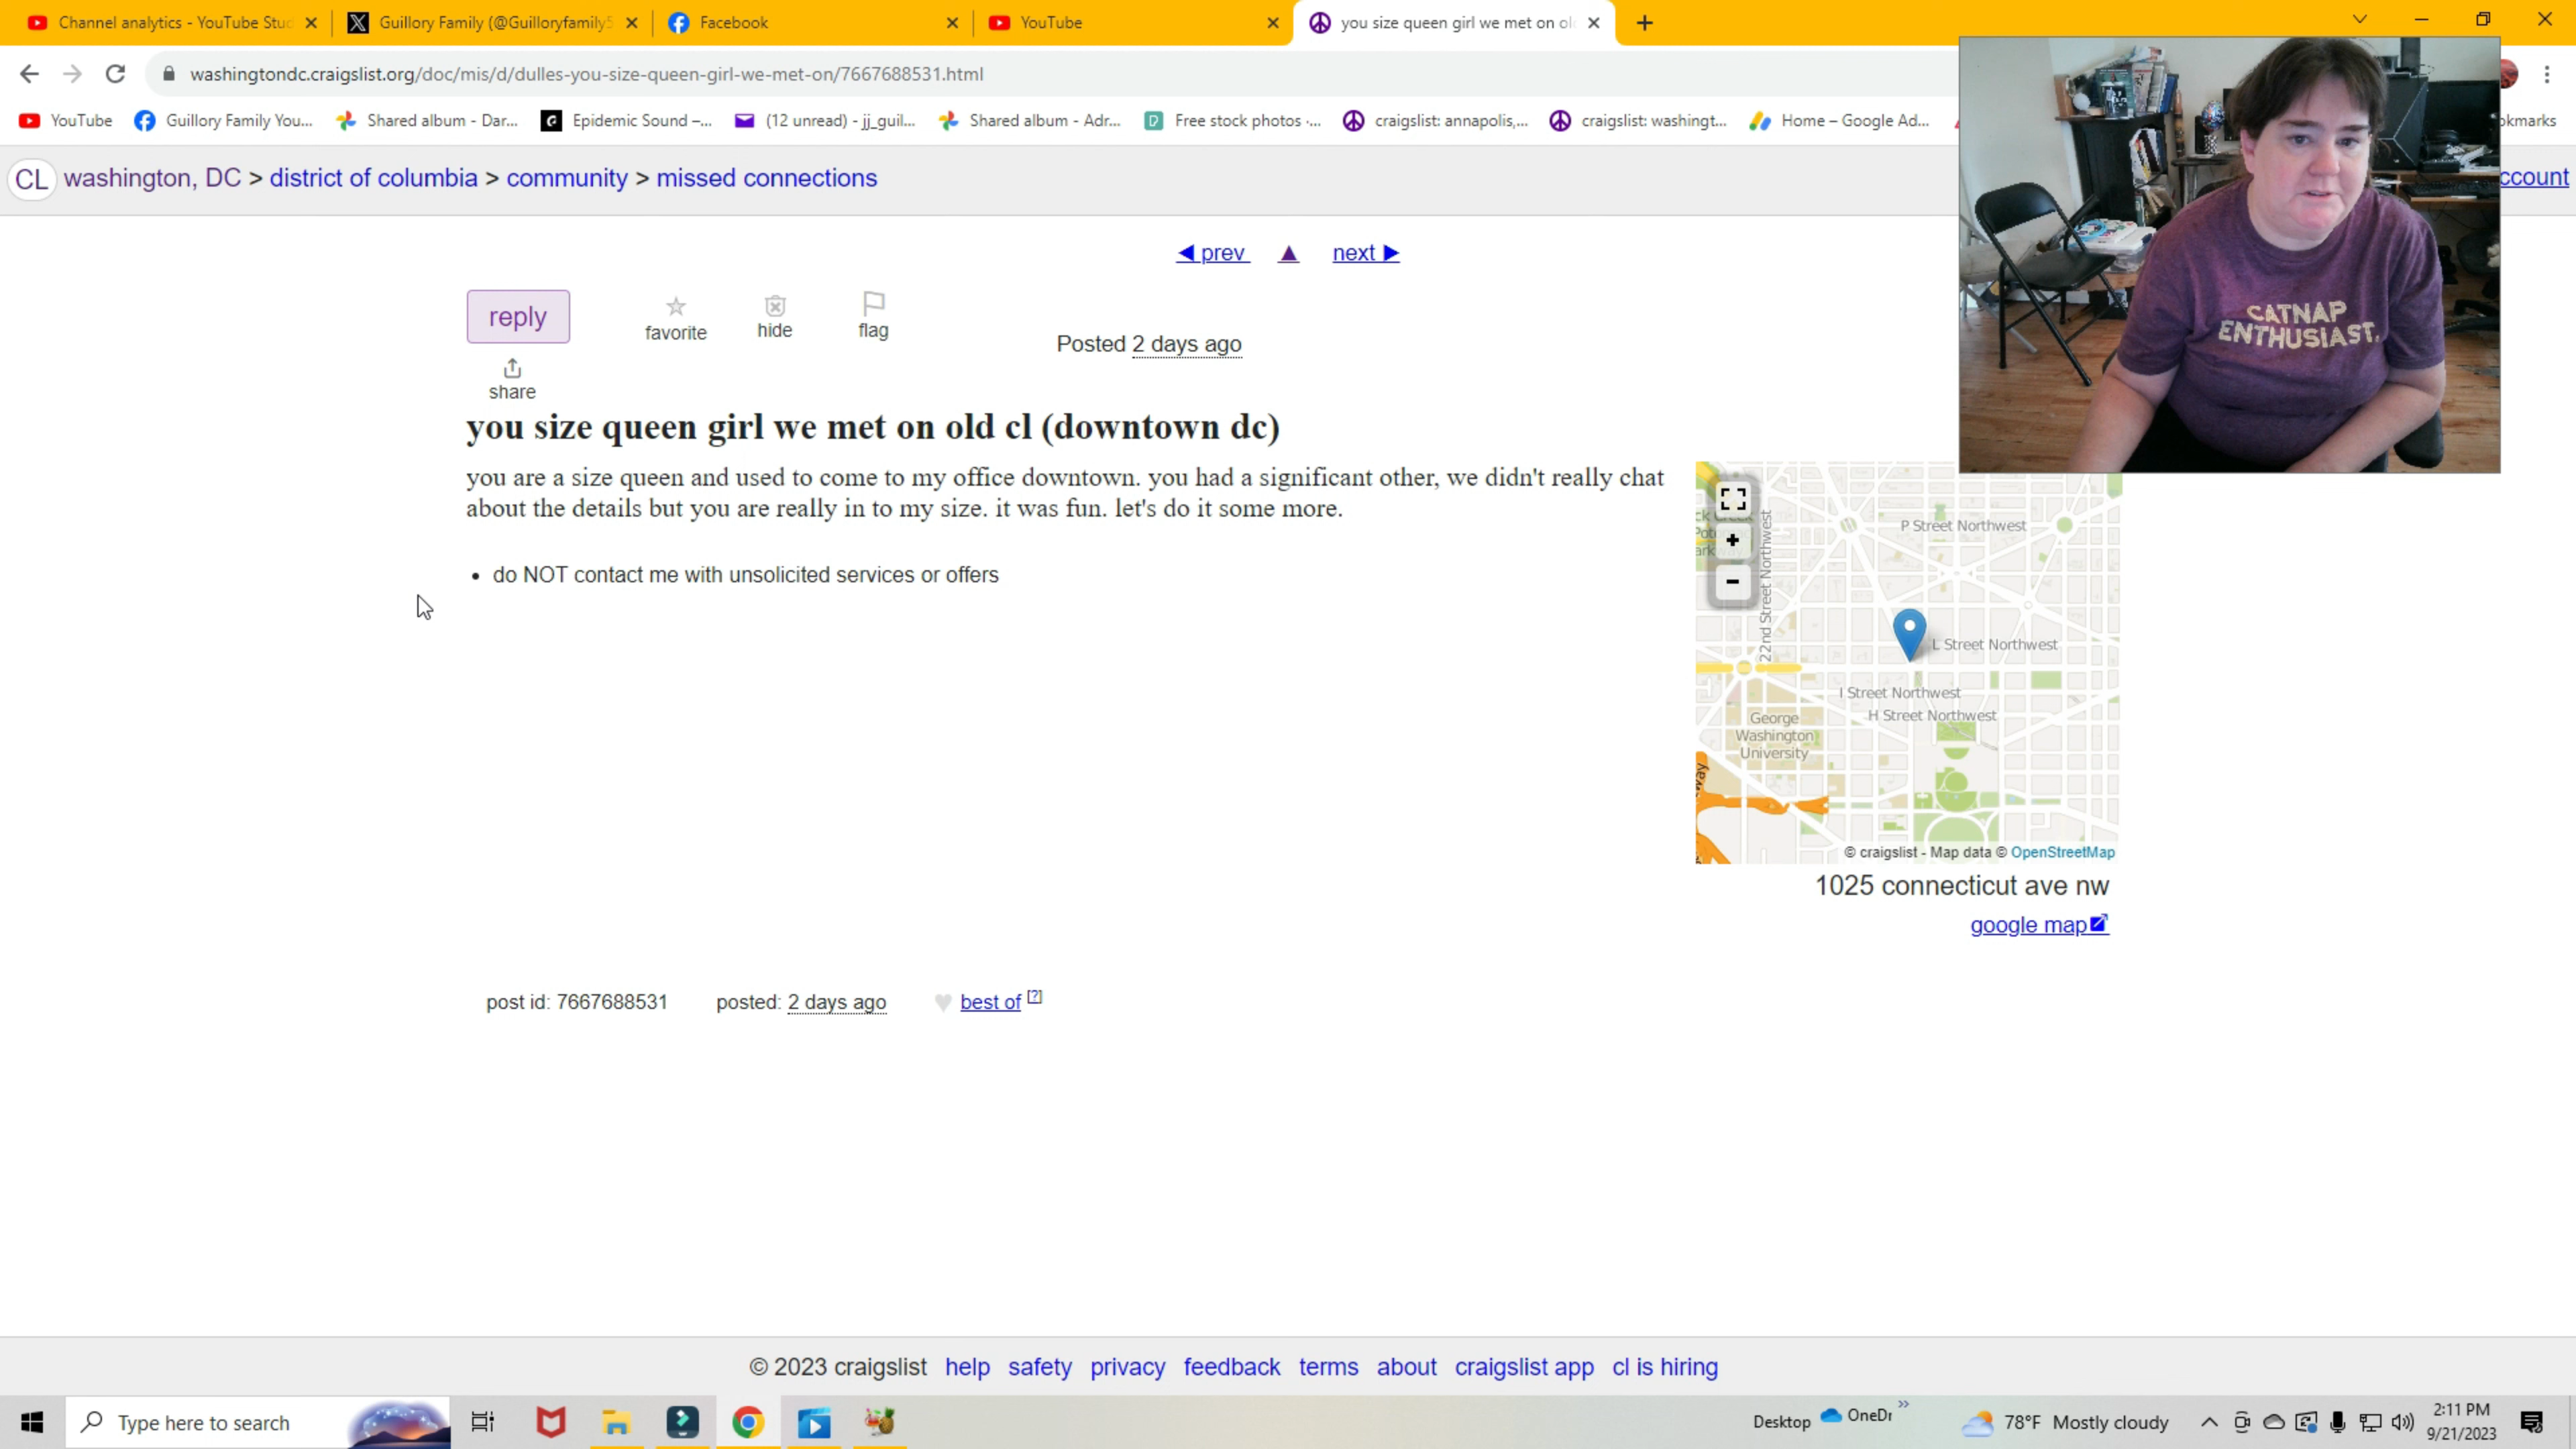 Channel analytics - YouTube Stud
Guillory Family (@Guilloryfamily5
Facebook
YouTube
you size queen girl we met on old
washingtondc.craigslist.org/doc/mis/d/dulles-you-size-queen-girl-we-met-on/7667688531.html
YouTube
Guillory Family You...
Shared album - Dar...
Epidemic Sound –...
(12 unread) - jj_guil...
Shared album - Adr...
Free stock photos ·...
craigslist: annapolis,...
craigslist: washingt...
Home – Google Ad...
okmarks
CL washington, DC > district of columbia > community > missed connections
ccount
CATNAP
ENTHUSIAST.
◀ prev ▲ next ▶
reply
favorite
hide
flag
Posted 2 days ago
share
you size queen girl we met on old cl (downtown dc)
you are a size queen and used to come to my office downtown. you had a significant other, we didn't really chat
about the details but you are really in to my size. it was fun. let's do it some more.
• do NOT contact me with unsolicited services or offers
+
-
22nd Street Northwest
P Street Northwest
L Street Northwest
I Street Northwest
H Street Northwest
George
Washington
University
© craigslist - Map data © OpenStreetMap
1025 connecticut ave nw
google map
post id: 7667688531
posted: 2 days ago
best of [?]
© 2023 craigslist help safety privacy feedback terms about craigslist app cl is hiring
Type here to search
Desktop
OneDr
78°F Mostly cloudy
2:11 PM
9/21/2023